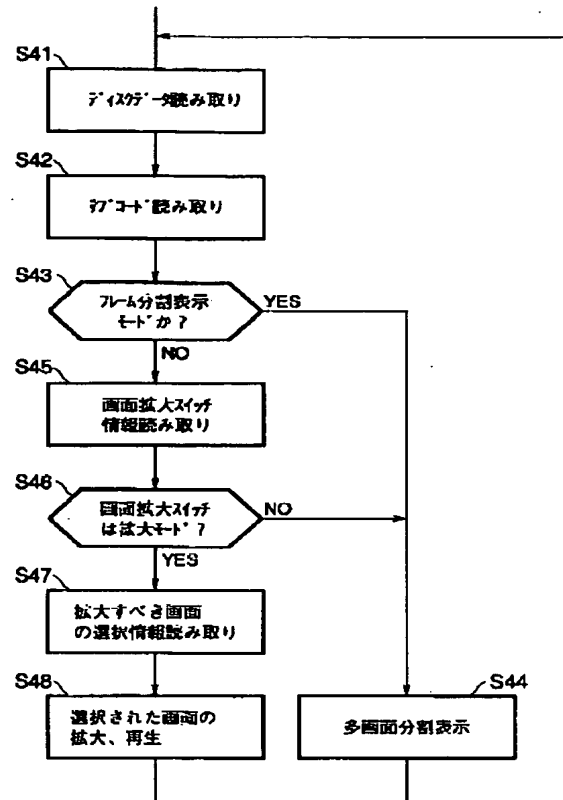 S41
ディスクデータ読み取り
S42
サブコード読み取り
S43
フレーム分割表示
モードか?
YES
NO
S45
画面拡大スイッチ
情報読み取り
S46
画面拡大スイッチ
は拡大モード?
NO
YES
S47
拡大すべき画面
の選択情報読み取り
S48
選択された画面の
拡大、再生
S44
多画面分割表示